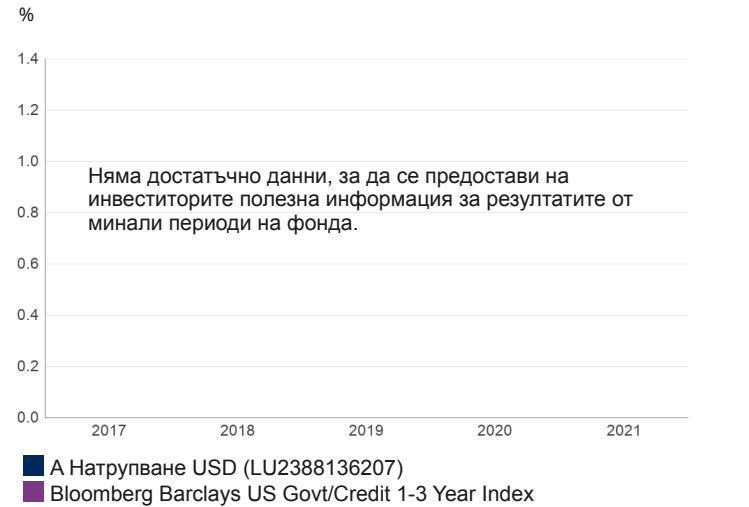 %
1.4
1.2
1.0
Няма достатъчно данни, за да се предостави на
инвеститорите полезна информация за резултатите от
0.8
минали периоди на фонда.
0.6
0.4
0.2
0.0
2017 2018 2019 2020 2021
А Натрупване USD (LU2388136207)
Bloomberg Barclays US Govt/Credit 1-3 Year Index